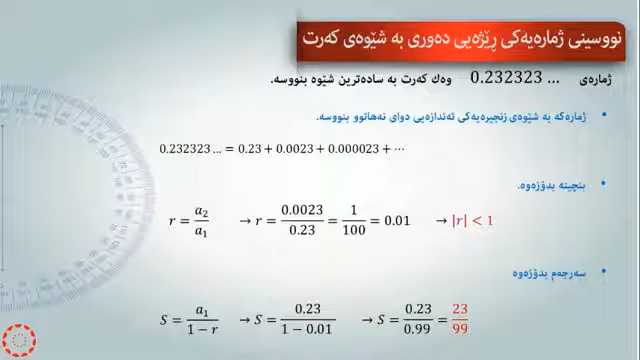 نووسینی ژمارەیەکی ڕێژەیی دەوری بە شێوەی کەرت
ژمارەی 0.232323 ... وەك کەرت بە سادەترین شێوە بنووسە.
▪ ژمارەکە بە شێوەی زنجیرەیەکی ئەندازەیی دوای نەهاتوو بنووسە.
0.232323 ... = 0.23 + 0.0023 + 0.000023 + ⋯
▪ بنچینە بدۆزەوە.
r = a₂/a₁ → r = 0.0023/0.23 = 1/100 = 0.01 → |r| < 1
▪ سەرجەم بدۆزەوە
S = a₁/(1 − r) → S = 0.23/(1 − 0.01) → S = 0.23/0.99 = 23/99